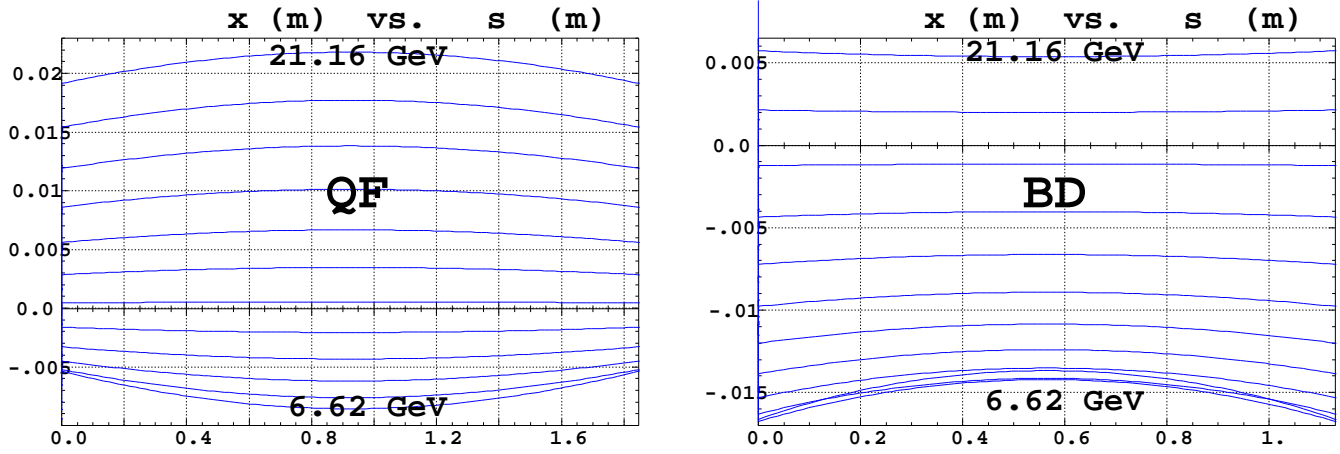 x (m) vs. s (m)
21.16 GeV
0.02
0.015
0.01
QF
0.005
0.0
-.005
6.62 GeV
0.0 0.4 0.8 1.2 1.6
x (m) vs. s (m)
21.16 GeV
0.005
0.0
BD
-.005
-.01
-.015
6.62 GeV
0.0 0.2 0.4 0.6 0.8 1.